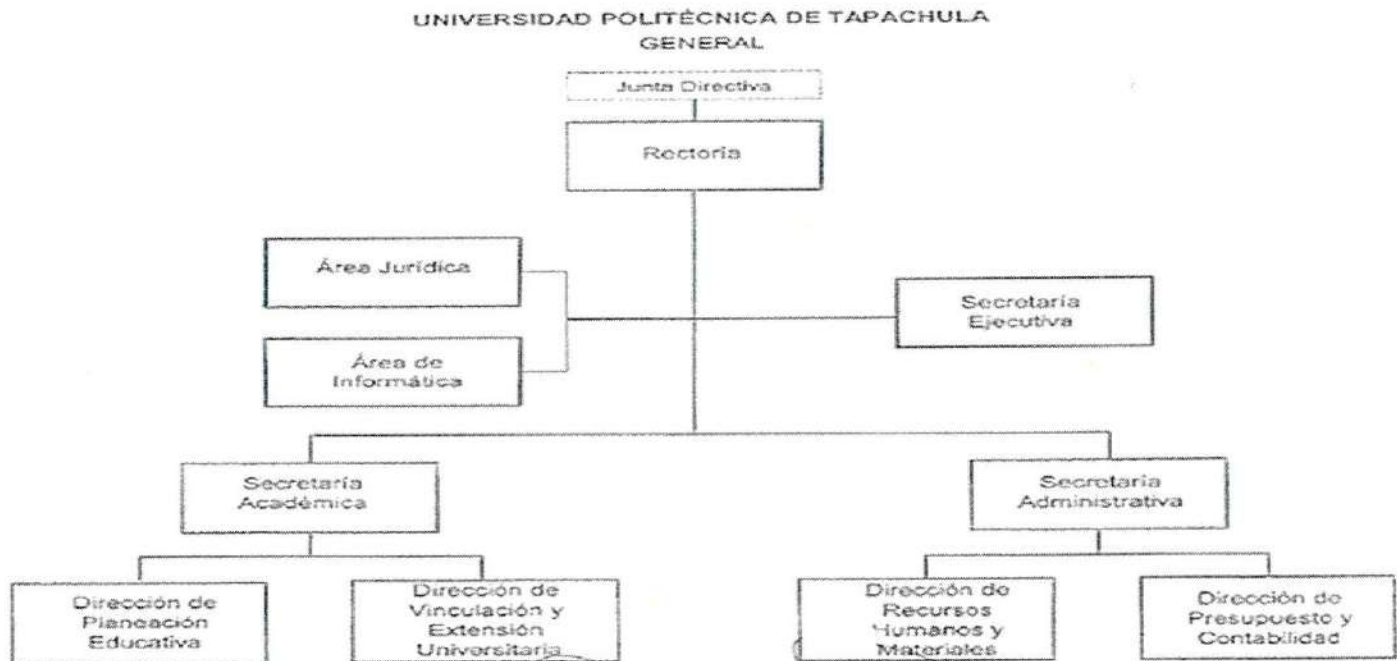 UNIVERSIDAD POLITÉCNICA DE TAPACHULA
GENERAL
Junta Directiva
Rectoría
Área Jurídica
Secretaría
Ejecutiva
Área de
Informática
Secretaría
Académica
Secretaría
Administrativa
Dirección de
Planeación
Educativa
Dirección de
Vinculación y
Extensión
Universitaria
Dirección de
Recursos
Humanos y
Materiales
Dirección de
Presupuesto y
Contabilidad